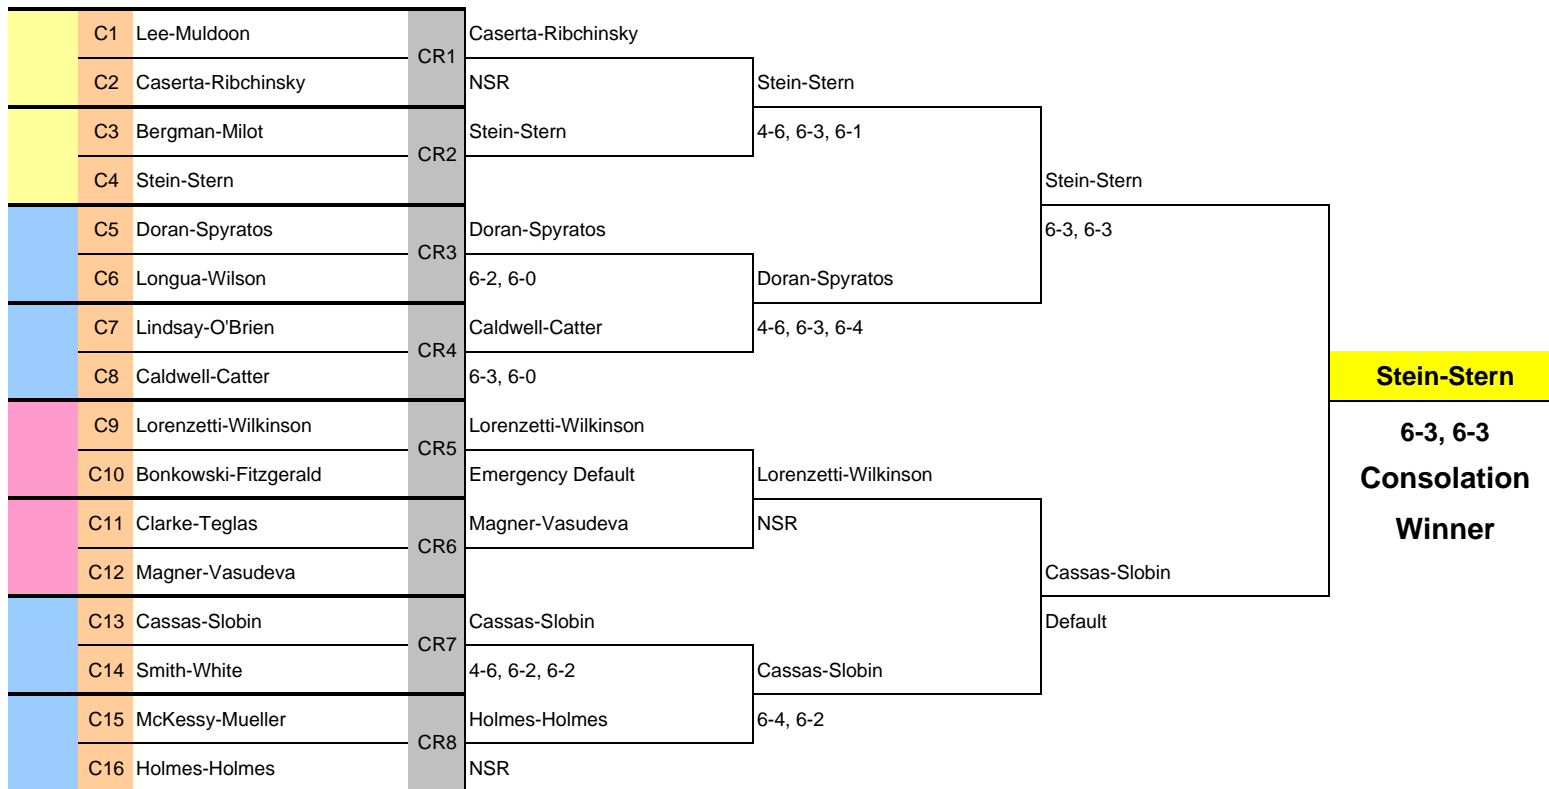 C1 Lee-Muldoon Caserta-Ribchinsky
CR1
C2 Caserta-Ribchinsky NSR Stein-Stern
C3 Bergman-Milot Stein-Stern 4-6, 6-3, 6-1
CR2
C4 Stein-Stern Stein-Stern
C5 Doran-Spyratos Doran-Spyratos 6-3, 6-3
CR3
C6 Longua-Wilson 6-2, 6-0 Doran-Spyratos
C7 Lindsay-O'Brien Caldwell-Catter 4-6, 6-3, 6-4
CR4
C8 Caldwell-Catter 6-3, 6-0 Stein-Stern
C9 Lorenzetti-Wilkinson Lorenzetti-Wilkinson 6-3, 6-3
CR5
C10 Bonkowski-Fitzgerald Emergency Default Lorenzetti-Wilkinson Consolation
C11 Clarke-Teglas Magner-Vasudeva NSR Winner
CR6
C12 Magner-Vasudeva Cassas-Slobin
C13 Cassas-Slobin Cassas-Slobin Default
CR7
C14 Smith-White 4-6, 6-2, 6-2 Cassas-Slobin
C15 McKessy-Mueller Holmes-Holmes 6-4, 6-2
CR8
C16 Holmes-Holmes NSR